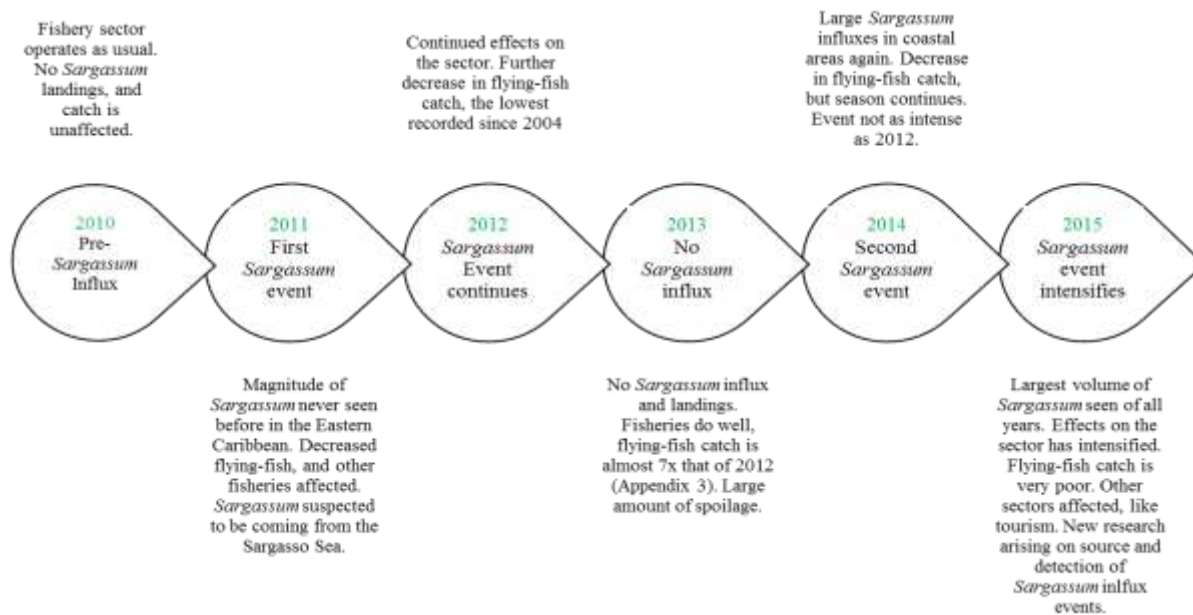 Fishery sector
operates as usual.
No Sargassum
landings, and
catch is
unaffected.
2010
Pre-
Sargassum
Influx
2011
First
Sargassum
event
Magnitude of
Sargassum never seen
before in the Eastern
Caribbean. Decreased
flying-fish, and other
fisheries affected.
Sargassum suspected
to be coming from the
Sargasso Sea.
Continued effects on
the sector. Further
decrease in flying-fish
catch, the lowest
recorded since 2004
2012
Sargassum
Event
continues
2013
No
Sargassum
influx
No Sargassum influx
and landings.
Fisheries do well,
flying-fish catch is
almost 7x that of 2012
(Appendix 3). Large
amount of spoilage.
Large Sargassum
influxes in coastal
areas again. Decrease
in flying-fish catch,
but season continues.
Event not as intense
as 2012.
2014
Second
Sargassum
event
2015
Sargassum
event
intensifies
Largest volume of
Sargassum seen of all
years. Effects on the
sector has intensified.
Flying-fish catch is
very poor. Other
sectors affected, like
tourism. New research
arising on source and
detection of
Sargassum inlfux
events.